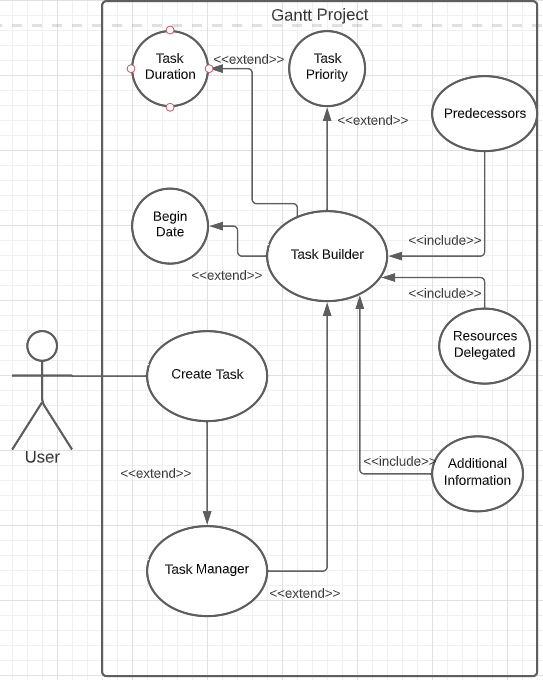 Gantt Project
Task
Duration
<<extend>>
Task
Priority
<<extend>>
Predecessors
Begin
Date
<<extend>>
Task Builder
<<include>>
<<include>>
Resources
Delegated
Create Task
User
<<extend>>
<<include>>
Additional
Information
Task Manager
<<extend>>